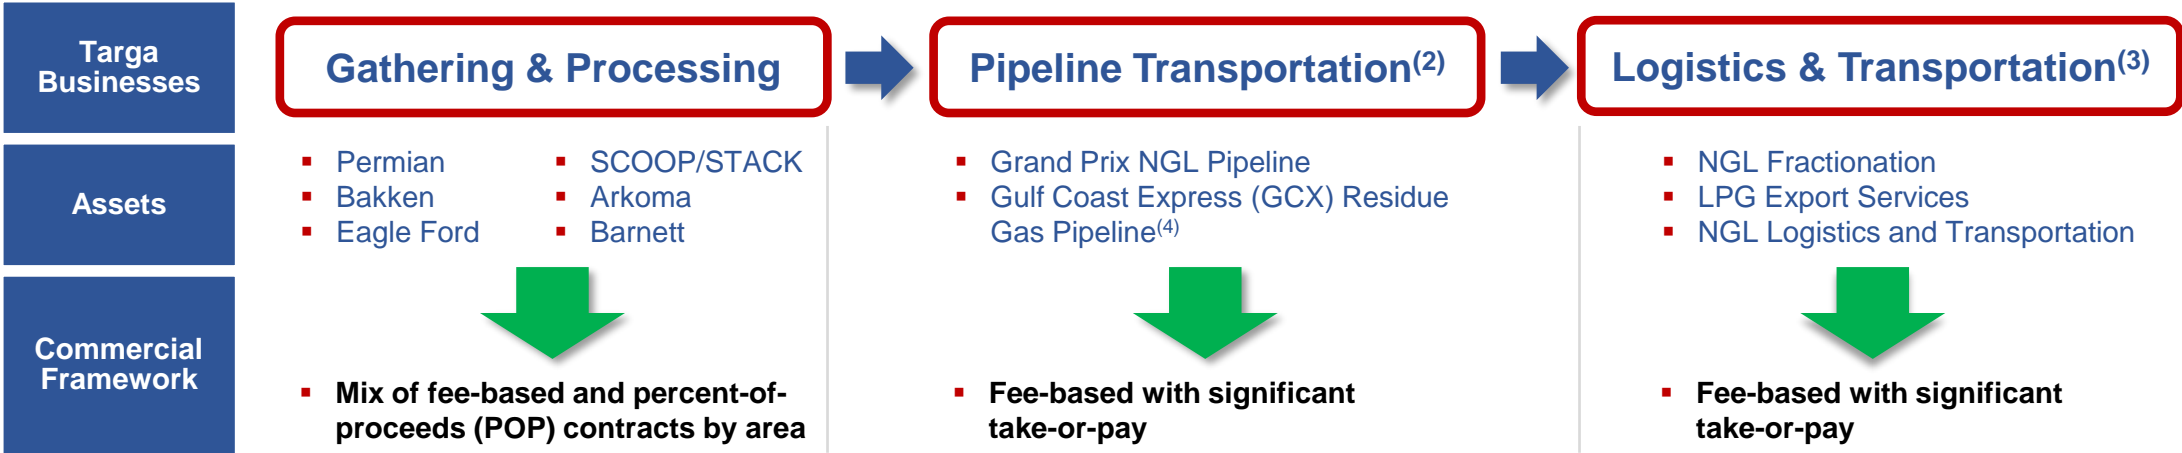 Targa
Businesses
Gathering & Processing
Pipeline Transportation(2)
Logistics & Transportation(3)
Assets
▪ Permian
▪ Bakken
▪ Eagle Ford
▪ SCOOP/STACK
▪ Arkoma
▪ Barnett
▪ Grand Prix NGL Pipeline
▪ Gulf Coast Express (GCX) Residue
Gas Pipeline(4)
▪ NGL Fractionation
▪ LPG Export Services
▪ NGL Logistics and Transportation
Commercial
Framework
▪ Mix of fee-based and percent-of-
proceeds (POP) contracts by area
▪ Fee-based with significant
take-or-pay
▪ Fee-based with significant
take-or-pay